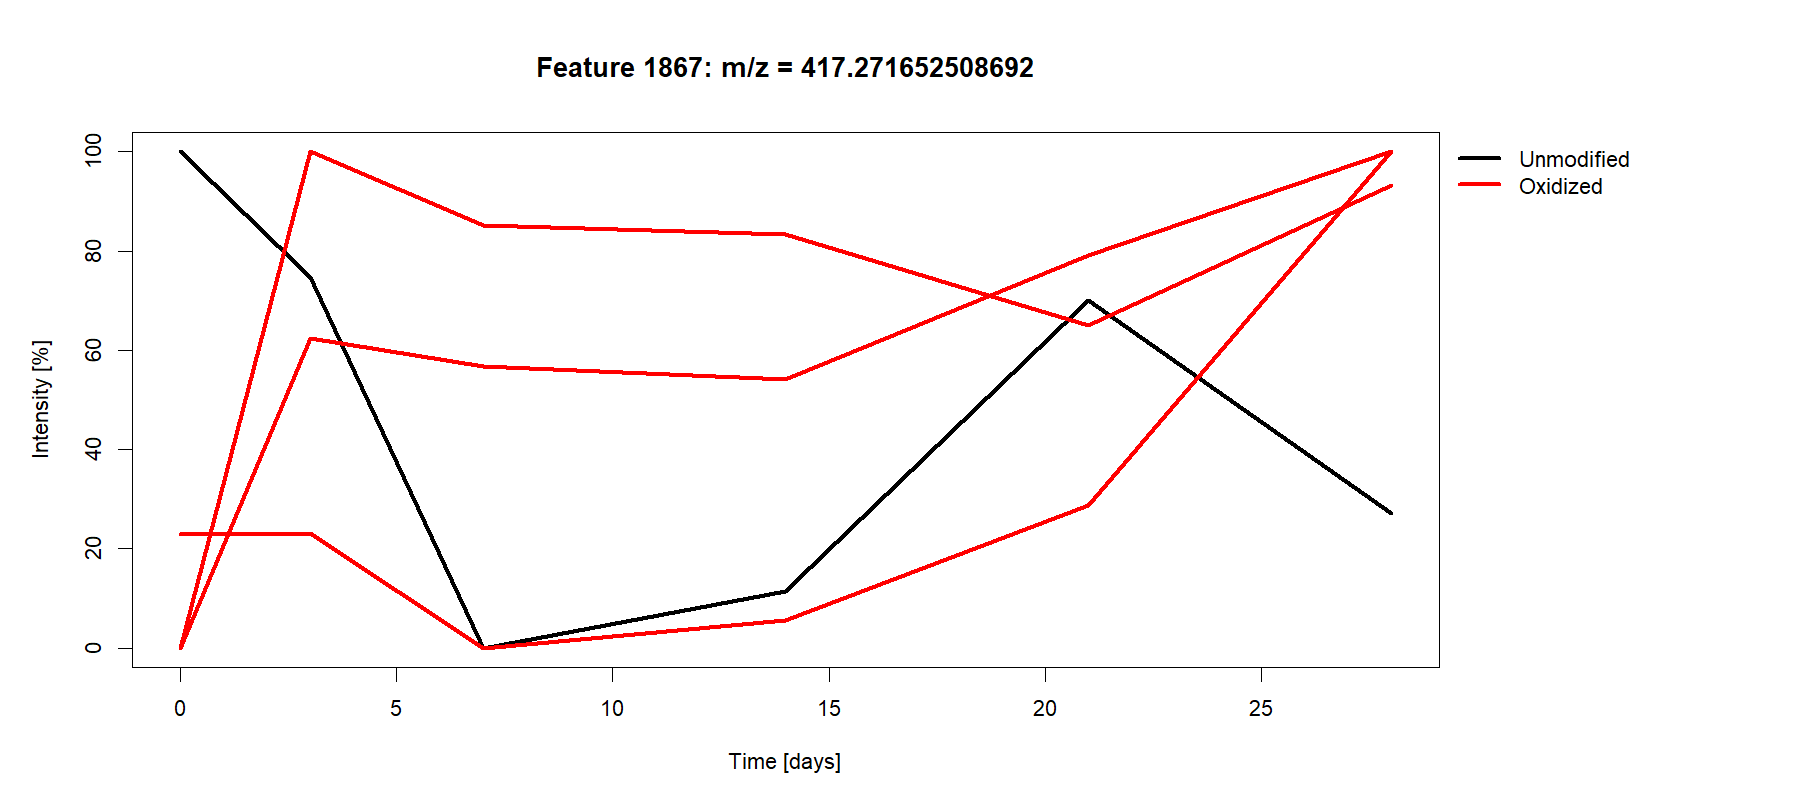 Feature 1867: m/z = 417.271652508692
Unmodified
Oxidized
Intensity [%]
100
80
60
40
20
0
0 5 10 15 20 25
Time [days]